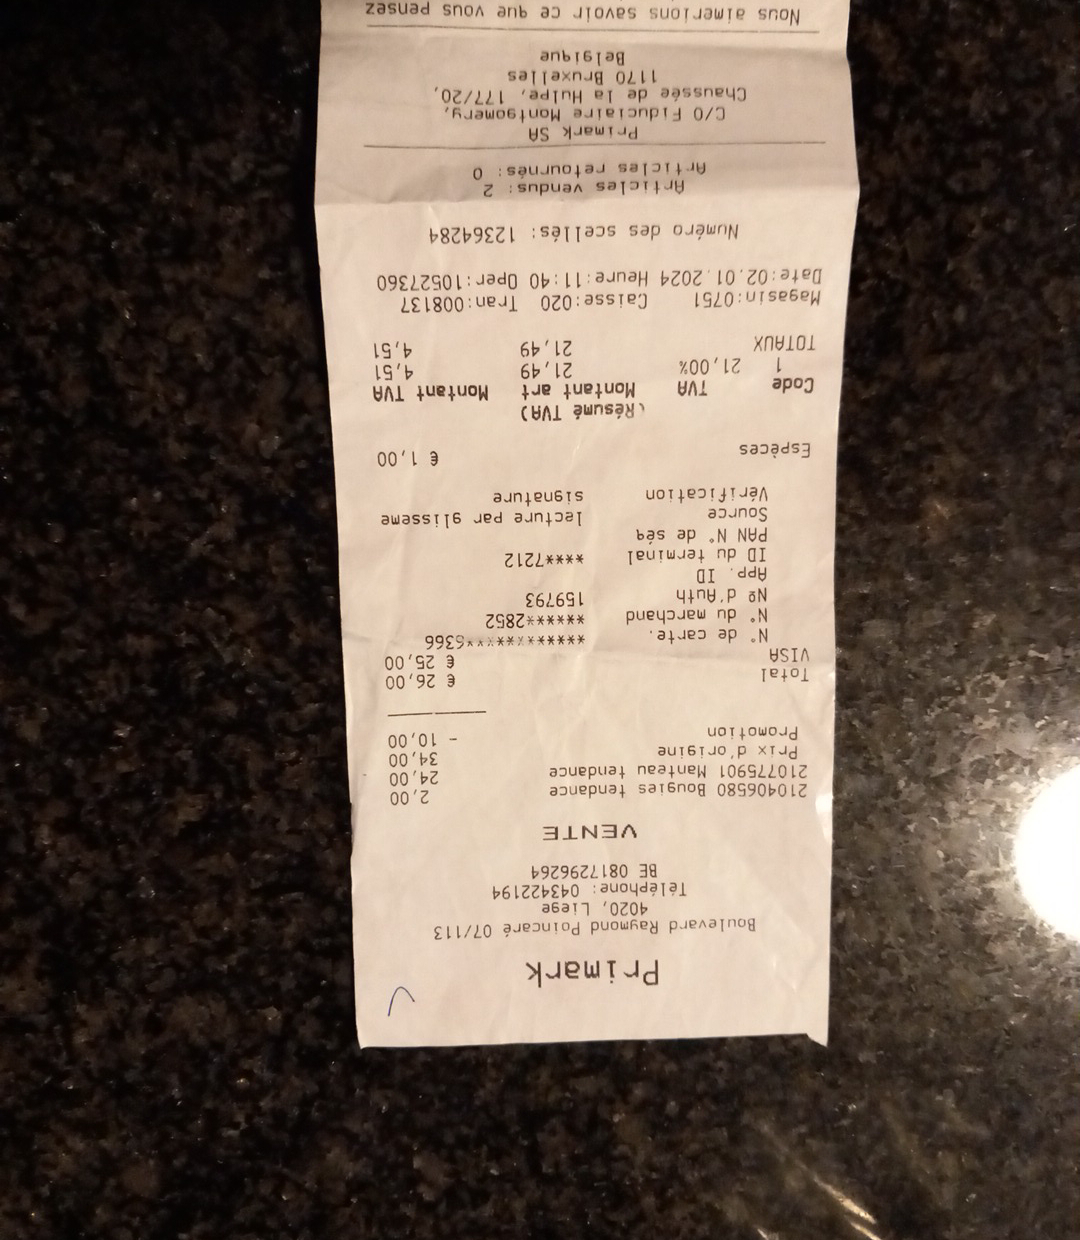 Primark
Boulevard Raymond Poincaré 07/113
4020, Liege
Téléphone: 043422194
BE 0817296264
VENTE
210406580 Bougies tendance 2,00
210775901 Manteau tendance 24,00
Prix d'origine 34,00
Promotion - 10,00
Total € 26,00
VISA € 25,00
N° de carte. ************6366
N° du marchand ******2852
Nº d'Auth 159793
App. ID
ID du terminal ****7212
PAN N° de séq
Source lecture par glisseme
Vérification signature
Espèces € 1,00
(Résumé TVA)
Code TVA Montant art Montant TVA
1 21,00% 21,49 4,51
TOTAUX 21,49 4,51
Magasin:0751 Caisse:020 Tran:008137
Date:02.01.2024 Heure:11:40 Oper:10527360
Numéro des scellés: 12364284
Articles vendus: 2
Articles retournés: 0
Primark SA
C/O Fiduciaire Montgomery,
Chaussée de la Hulpe, 177/20,
1170 Bruxelles
Belgique
Nous aimerions savoir ce que vous pensez